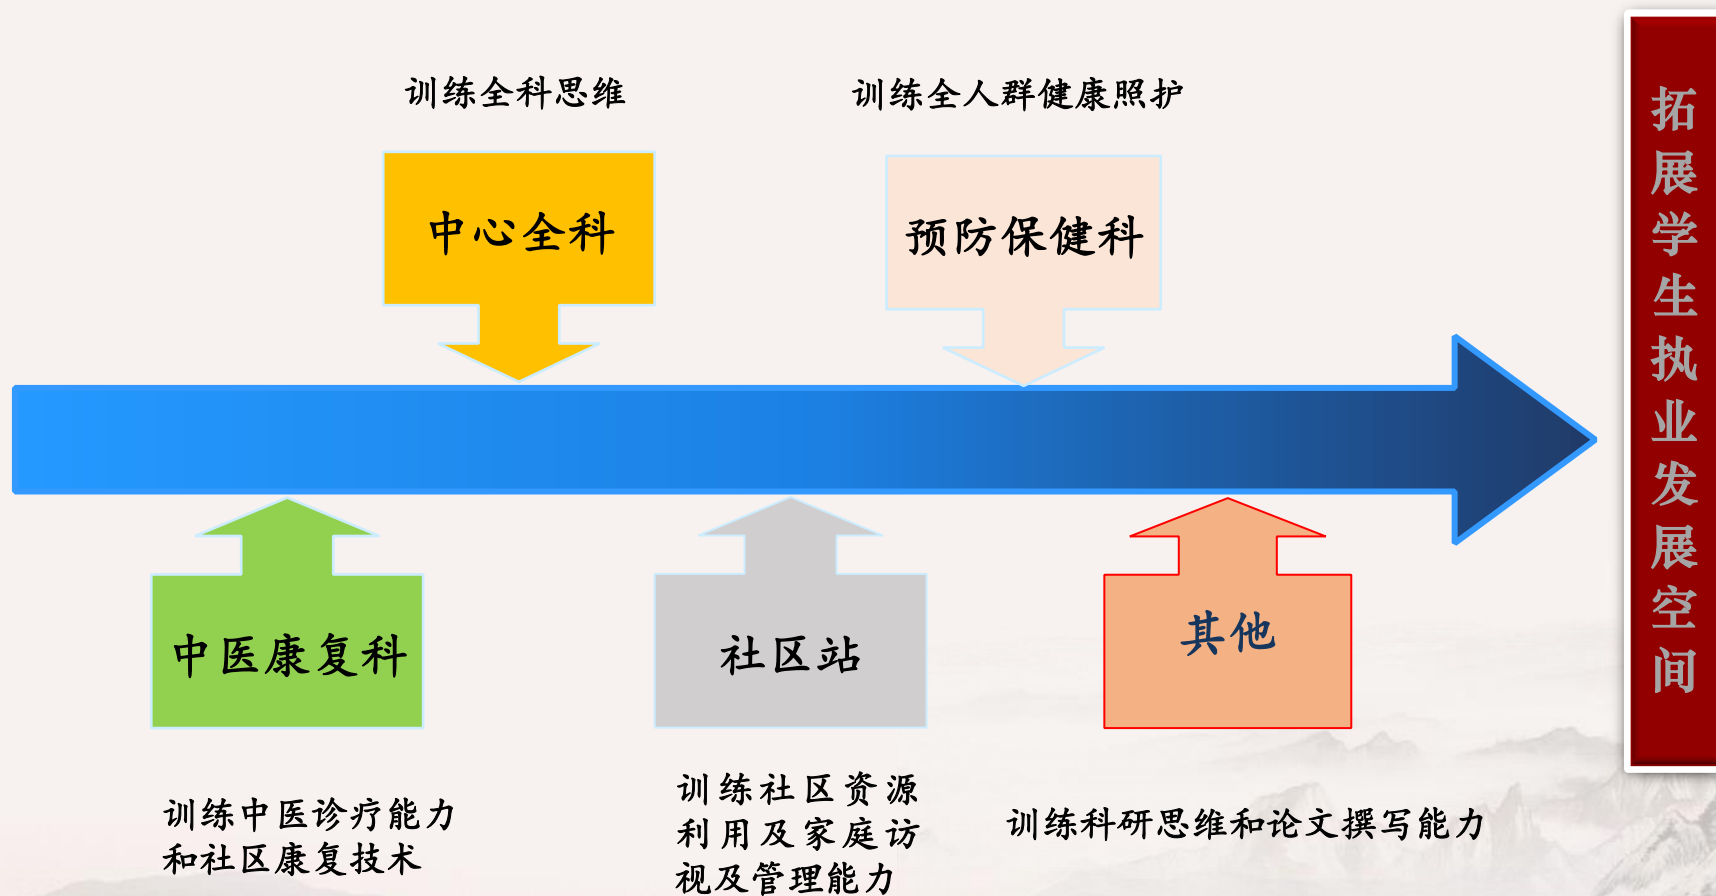 训练全科思维
训练全人群健康照护
中心全科
预防保健科
中医康复科
社区站
其他
训练中医诊疗能力
和社区康复技术
训练社区资源
利用及家庭访
视及管理能力
训练科研思维和论文撰写能力
拓展学生执业发展空间